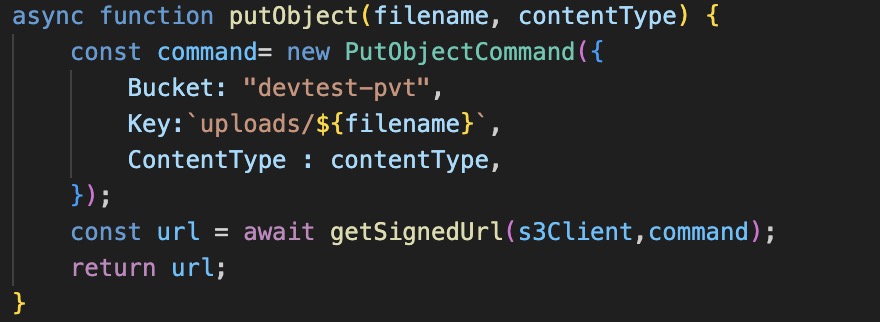 async function putObject(filename, contentType) {
    const command= new PutObjectCommand({
        Bucket: "devtest-pvt",
        Key:`uploads/${filename}`,
        ContentType : contentType,
    });
    const url = await getSignedUrl(s3Client,command);
    return url;
}